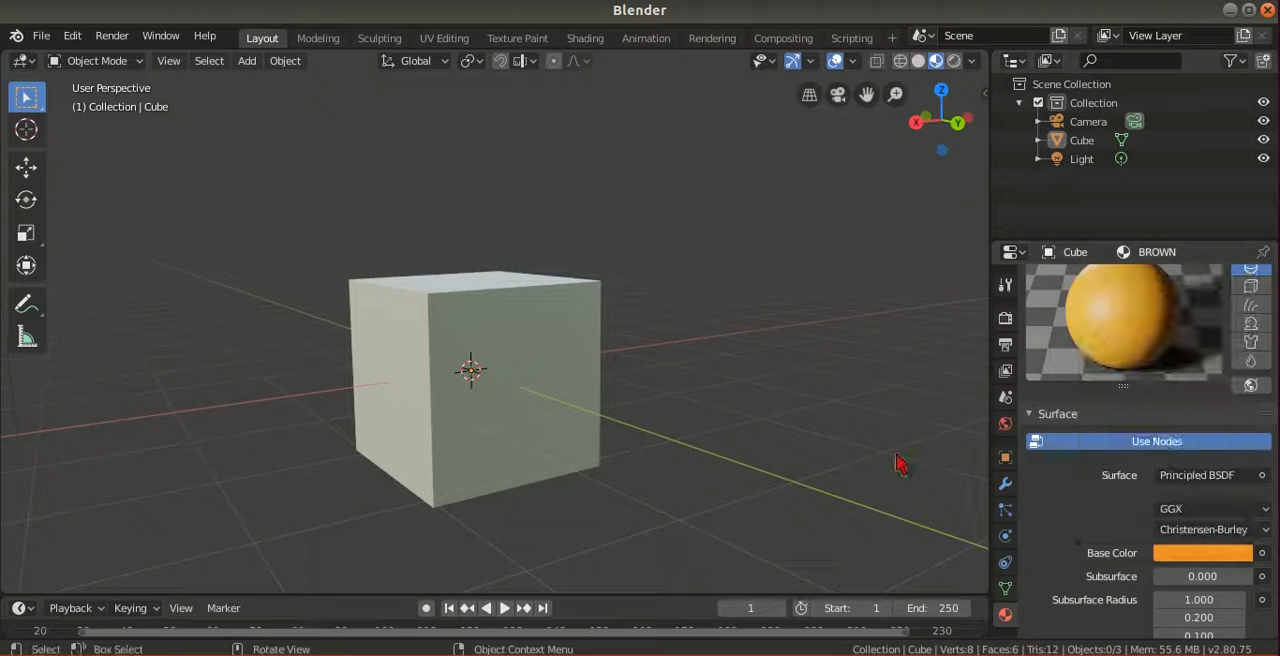 Blender
File Edit Render Window Help Layout Modeling Sculpting UV Editing Texture Paint Shading Animation Rendering Compositing Scripting + Scene View Layer
Object Mode View Select Add Object Global
User Perspective
(1) Collection | Cube
Z
X Y
Scene Collection
Collection
Camera
Cube
Light
Cube BROWN
Surface
Use Nodes
Surface Principled BSDF
GGX
Christensen-Burley
Base Color
Subsurface 0.000
Subsurface Radius 1.000
0.200
0.100
Playback Keying View Marker 1 Start: 1 End: 250
20 230
Select Box Select Rotate View Object Context Menu Collection | Cube | Verts:8 | Faces:6 | Tris:12 | Objects:0/3 | Mem: 55.6 MB | v2.80.75